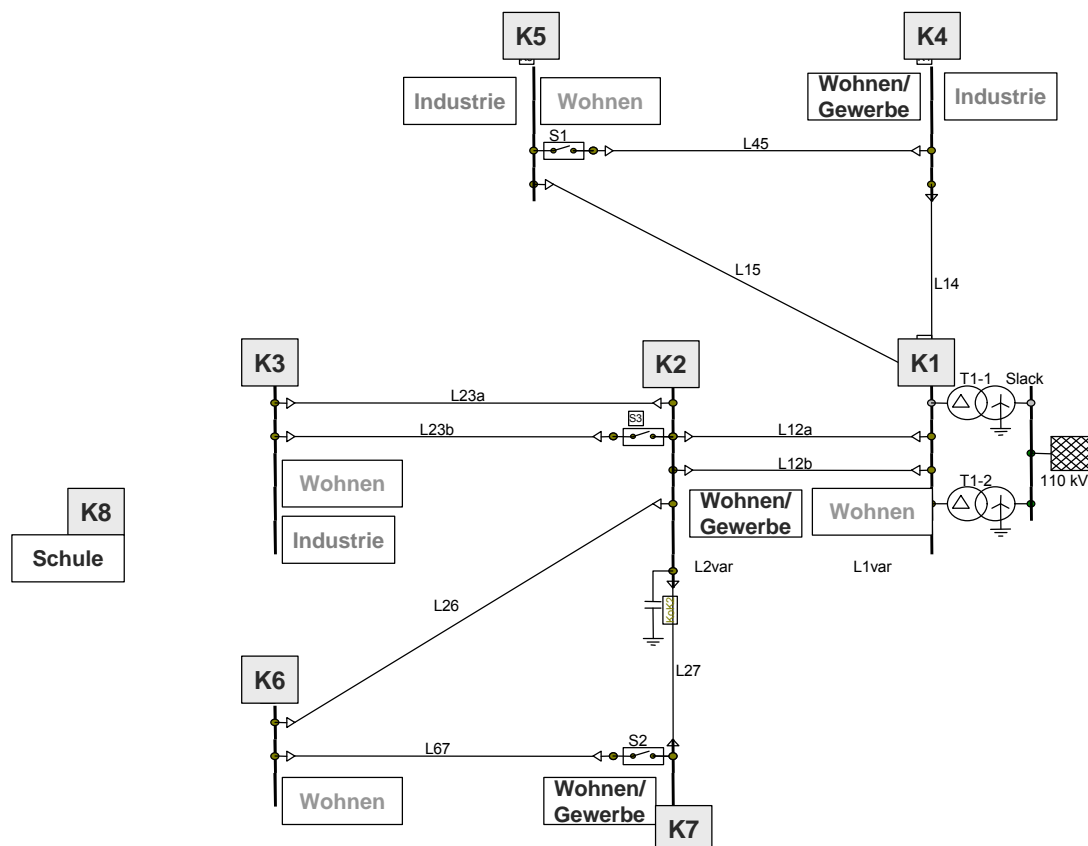 K5
K4
Industrie
Wohnen
Wohnen/
Gewerbe
Industrie
S1
L45
L15
L14
K3
K2
K1
T1-1
Slack
L23a
S3
L23b
L12a
L12b
T1-2
110 kV
Wohnen
Wohnen/
Gewerbe
Wohnen
K8
Schule
Industrie
L2var
L1var
L26
KoK2
L27
K6
S2
L67
Wohnen
Wohnen/
Gewerbe
K7